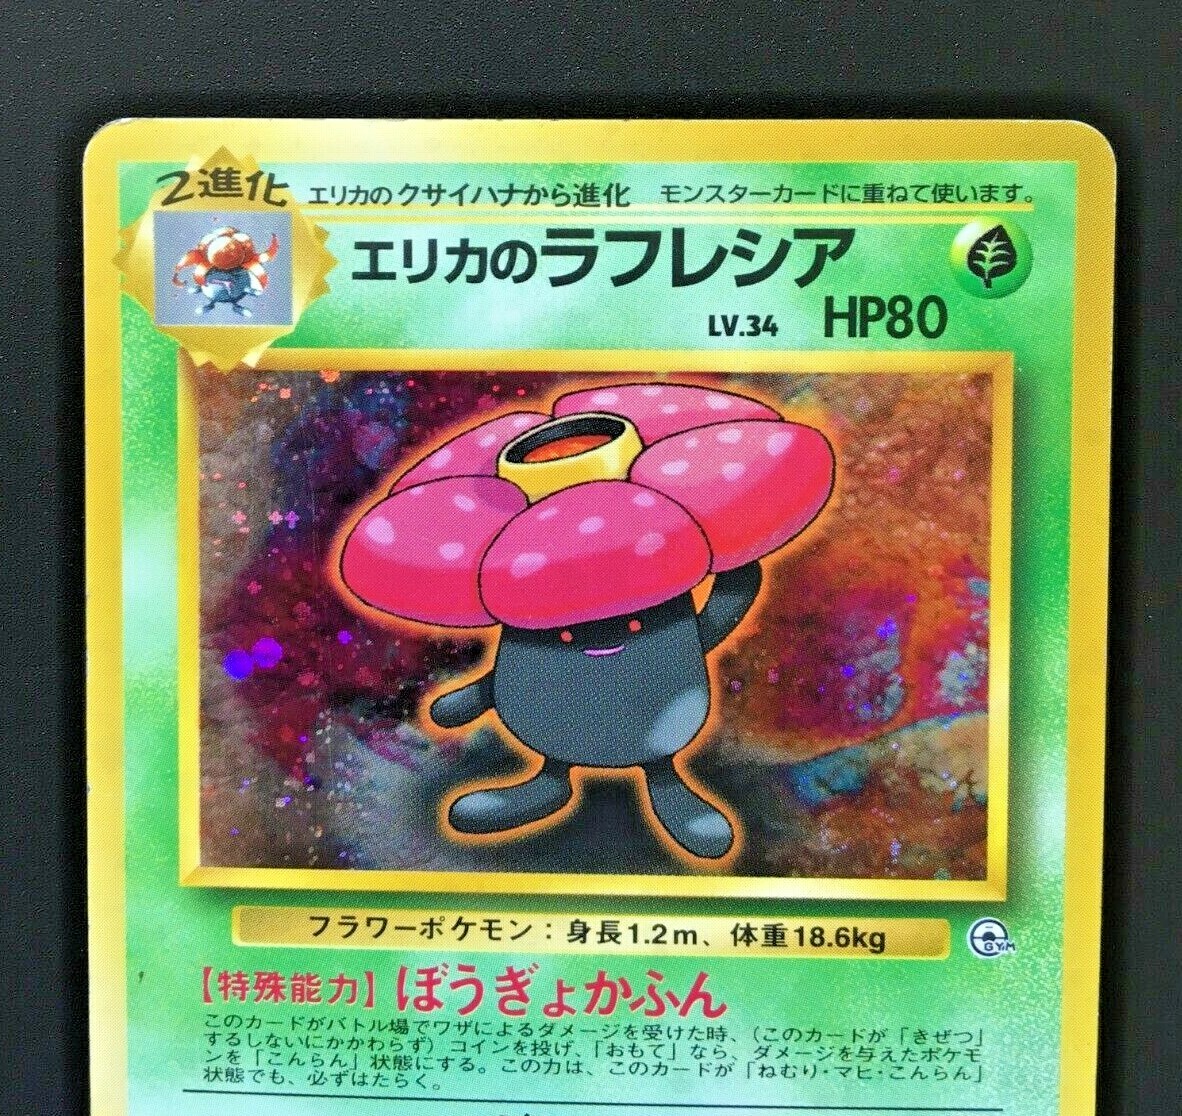 2進化
エリカのクサイハナから進化 モンスターカードに重ねて使います。
エリカのラフレシア
LV.34 HP80
フラワーポケモン：身長1.2m、体重18.6kg
GYM
【特殊能力】ぼうぎょかふん
このカードがバトル場でワザによるダメージを受けた時、（このカードが「きぜつ」
するしないにかかわらず）コインを投げ、「おもて」なら、ダメージを与えたポケモ
ンを「こんらん」状態にする。この力は、このカードが「ねむり・マヒ・こんらん」
状態でも、必ずはたらく。